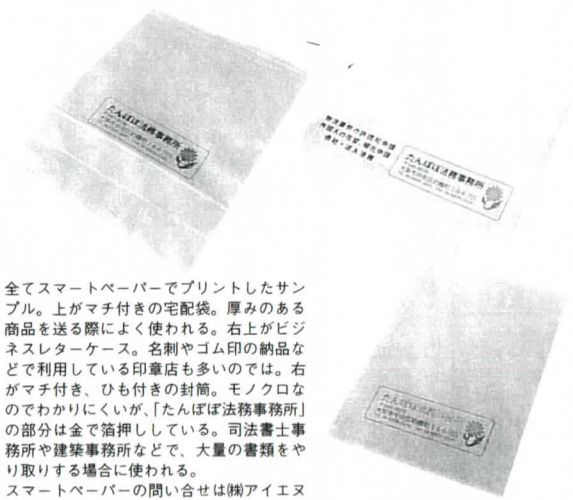 たんぽぽ法務事務所
たんぽぽ法務事務所
全てスマートペーパーでプリントしたサン
プル。上がマチ付きの宅配袋。厚みのある
商品を送る際によく使われる。右上がビジ
ネスレターケース。名刺やゴム印の納品な
どで利用している印章店も多いのでは。右
がマチ付き、ひも付きの封筒。モノクロな
のでわかりにくいが、「たんぽぽ法務事務所」
の部分は金で箔押ししている。司法書士事
務所や建築事務所などで、大量の書類をや
り取りする場合に使われる。
スマートペーパーの問い合せは㈱アイエヌ